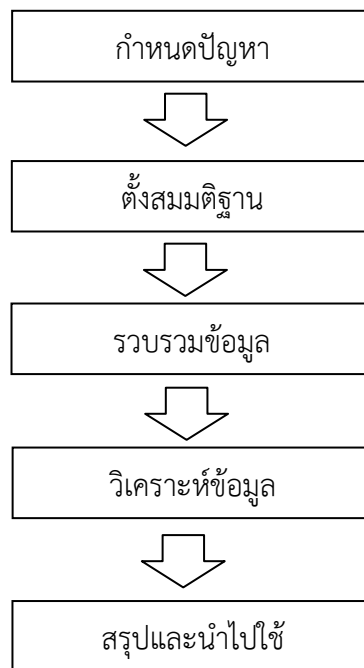 กำหนดปัญหา
ตั้งสมมติฐาน
รวบรวมข้อมูล
วิเคราะห์ข้อมูล
สรุปและนำไปใช้